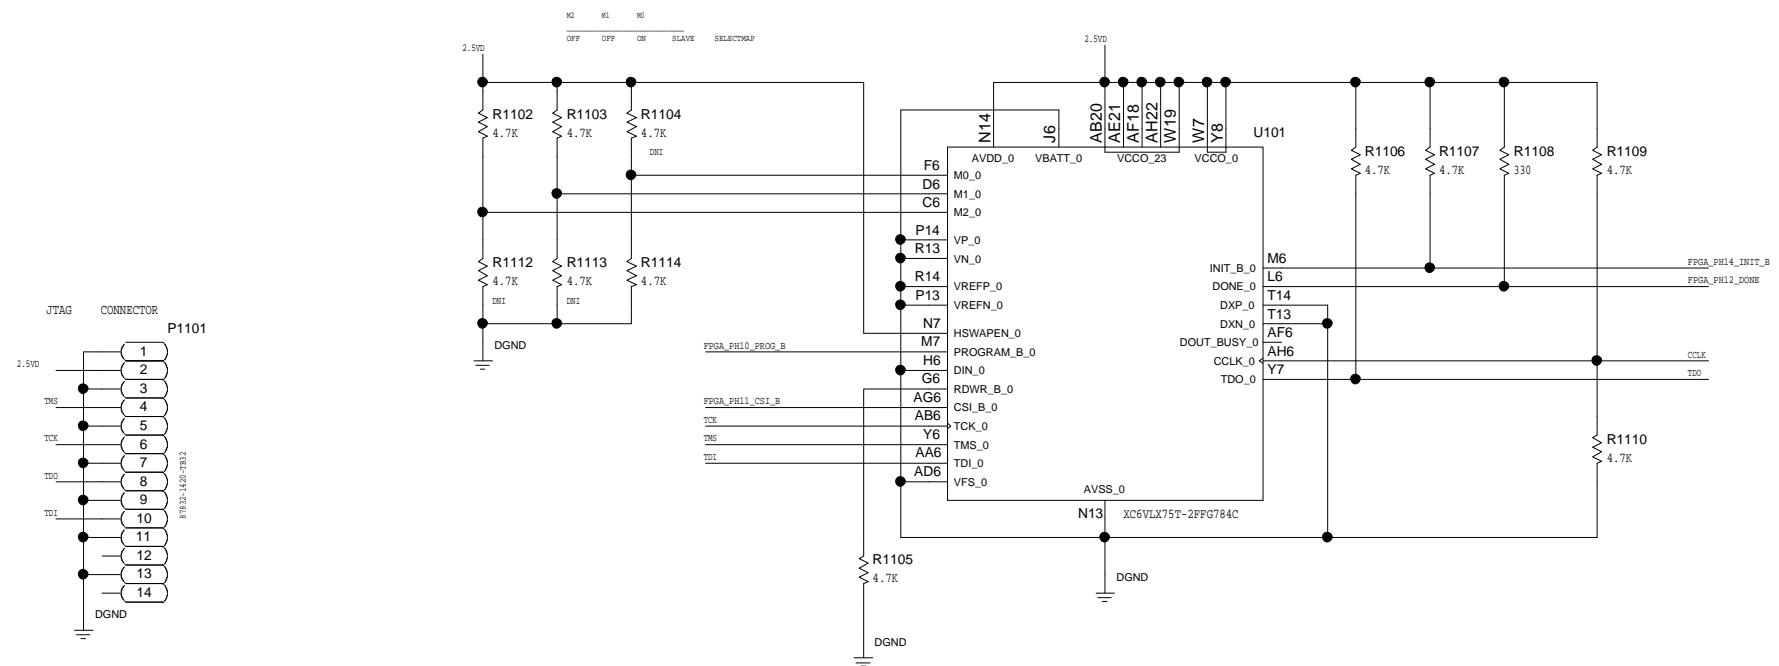 M2 M1 M0
OFF OFF ON SLAVE SELECTMAP
2.5VD
R1102
4.7K
R1103
4.7K
R1104
4.7K
DNI
R1112
4.7K
DNI
R1113
4.7K
DNI
R1114
4.7K
DGND
JTAG CONNECTOR
P1101
2.5VD
TMS
TCK
TDO
TDI
1
2
3
4
5
6
7
8
9
10
11
12
13
14
87832-1420-TB32
DGND
2.5VD
N14
J6
AB20
AE21
AF18
AH22
W19
W7
Y8
U101
AVDD_0 VBATT_0 VCCO_23 VCCO_0
F6 M0_0
D6 M1_0
C6 M2_0
P14 VP_0
R13 VN_0
R14 VREFP_0
P13 VREFN_0
N7 HSWAPEN_0
FPGA_PH10_PROG_B M7 PROGRAM_B_0
H6 DIN_0
G6 RDWR_B_0
FPGA_PH11_CSI_B AG6 CSI_B_0
TCK AB6 TCK_0
TMS Y6 TMS_0
TDI AA6 TDI_0
AD6 VFS_0
INIT_B_0 M6 FPGA_PH14_INIT_B
DONE_0 L6 FPGA_PH12_DONE
DXP_0 T14
DXN_0 T13
DOUT_BUSY_0 AF6
CCLK_0 AH6 CCLK
TDO_0 Y7 TDO
AVSS_0
N13 XC6VLX75T-2FFG784C
DGND
R1105
4.7K
DGND
R1106
4.7K
R1107
4.7K
R1108
330
R1109
4.7K
R1110
4.7K